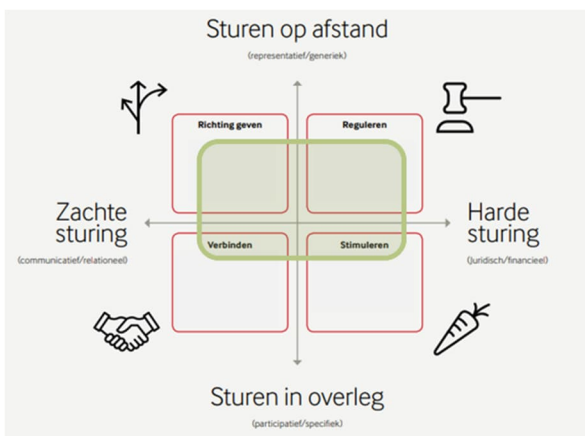 Sturen op afstand
(representatief/generiek)
Richting geven
Reguleren
Zachte
sturing
(communicatief/relationeel)
Harde
sturing
(juridisch/financieel)
Verbinden
Stimuleren
Sturen in overleg
(participatief/specifiek)